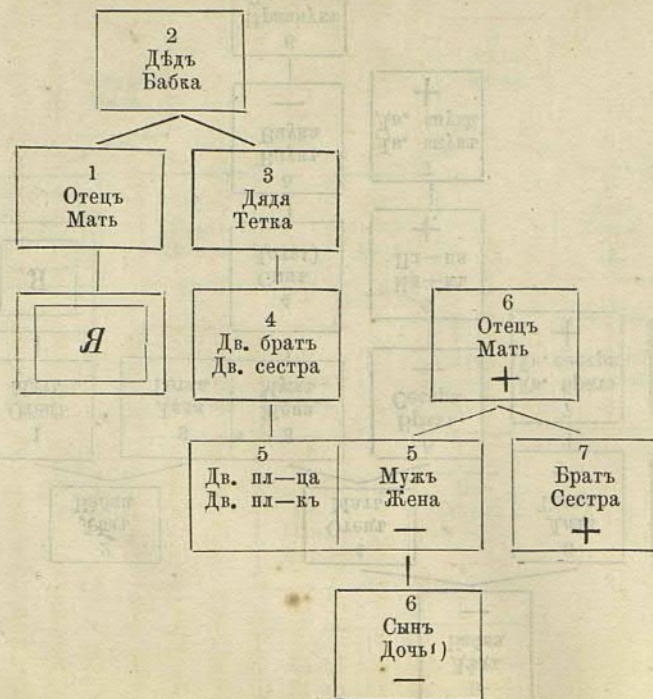 2
Дѣдъ
Бабка
1
Отецъ
Мать
3
Дядя
Тетка
Я
4
Дв. братъ
Дв. сестра
6
Отецъ
Мать
+
5
Дв. пл—ца
Дв. пл—къ
5
Мужъ
Жена
—
7
Братъ
Сестра
+
6
Сынъ
Дочь¹)
—